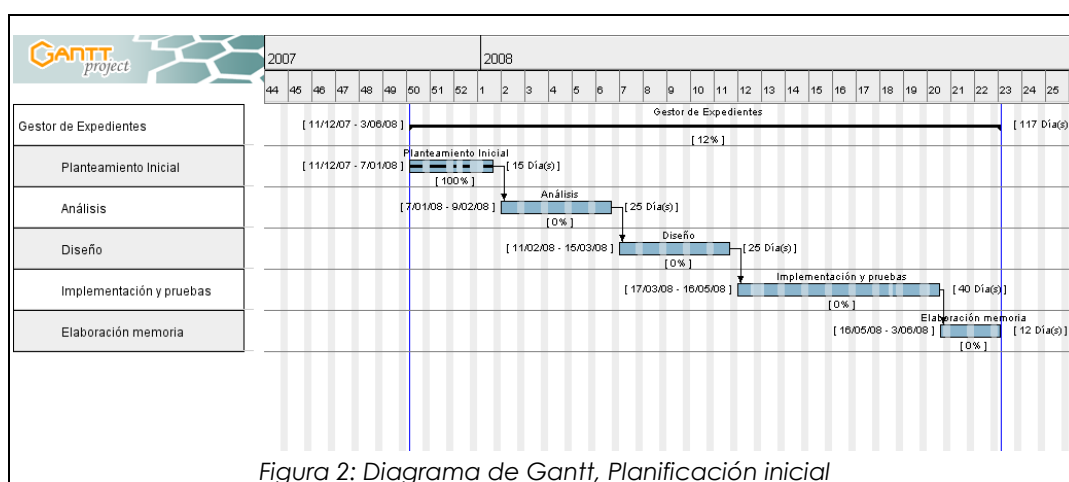 GANTT
project
2007 2008
44 45 46 47 48 49 50 51 52 1 2 3 4 5 6 7 8 9 10 11 12 13 14 15 16 17 18 19 20 21 22 23 24 25
Gestor de Expedientes
Gestor de Expedientes [ 11/12/07 - 3/06/08 ] [ 117 Día(s)
[ 12% ]
Planteamiento Inicial
Planteamiento Inicial [ 11/12/07 - 7/01/08 ] [ 15 Día(s) ]
[ 100% ]
Análisis
Análisis [ 7/01/08 - 9/02/08 ] [ 25 Día(s) ]
[ 0% ]
Diseño
Diseño [ 11/02/08 - 15/03/08 ] [ 25 Día(s) ]
[ 0% ]
Implementación y pruebas
Implementación y pruebas [ 17/03/08 - 16/05/08 ] [ 40 Día(s) ]
[ 0% ]
Elaboración memoria
Elaboración memoria [ 16/05/08 - 3/06/08 ] [ 12 Día(s) ]
[ 0% ]
Figura 2: Diagrama de Gantt, Planificación inicial